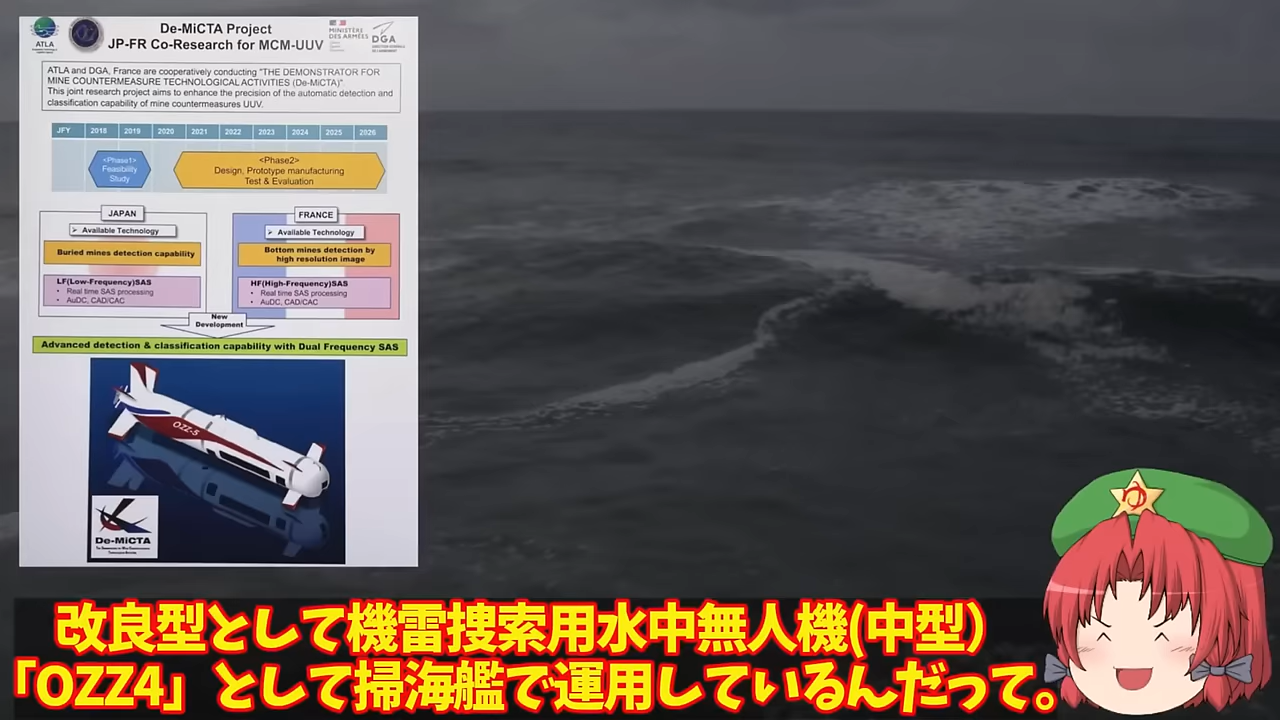 De-MiCTA Project
JP-FR Co-Research for MCM-UUV
ATLA
MINISTÈRE
DES ARMÉES
DGA
ATLA and DGA, France are cooperatively conducting "THE DEMONSTRATOR FOR
MINE COUNTERMEASURE TECHNOLOGICAL ACTIVITIES (De-MiCTA)"
This joint research project aims to enhance the precision of the automatic detection and
classification capability of mine countermeasures UUV.
JFY 2018 2019 2020 2021 2022 2023 2024 2025 2026
<Phase1>
Feasibility
Study
<Phase2>
Design, Prototype manufacturing
Test & Evaluation
JAPAN
➢ Available Technology
Buried mines detection capability
LF(Low-Frequency)SAS
• Real time SAS processing
• AuDC, CAD/CAC
FRANCE
➢ Available Technology
Bottom mines detection by
high resolution image
HF(High-Frequency)SAS
• Real time SAS processing
• AuDC, CAD/CAC
New
Development
Advanced detection & classification capability with Dual Frequency SAS
OZZ-5
De-MiCTA
改良型として機雷捜索用水中無人機(中型）
「OZZ4」として掃海艦で運用しているんだって。